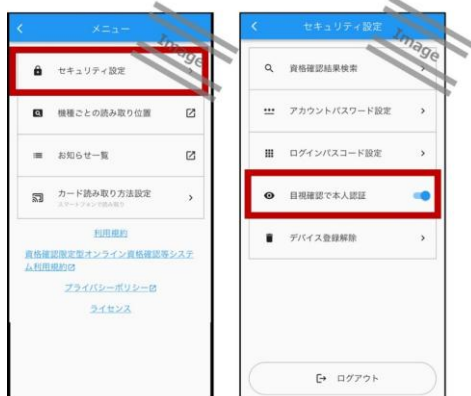 メニュー
Image
セキュリティ設定
機種ごとの読み取り位置
お知らせ一覧
カード読み取り方法設定
スマートフォンで読み取り
利用規約
資格確認限定型オンライン資格確認等システ
ム利用規約
プライバシーポリシー
ライセンス
セキュリティ設定
Image
資格確認結果検索
アカウントパスワード設定
ログインパスコード設定
目視確認で本人認証
デバイス登録解除
ログアウト